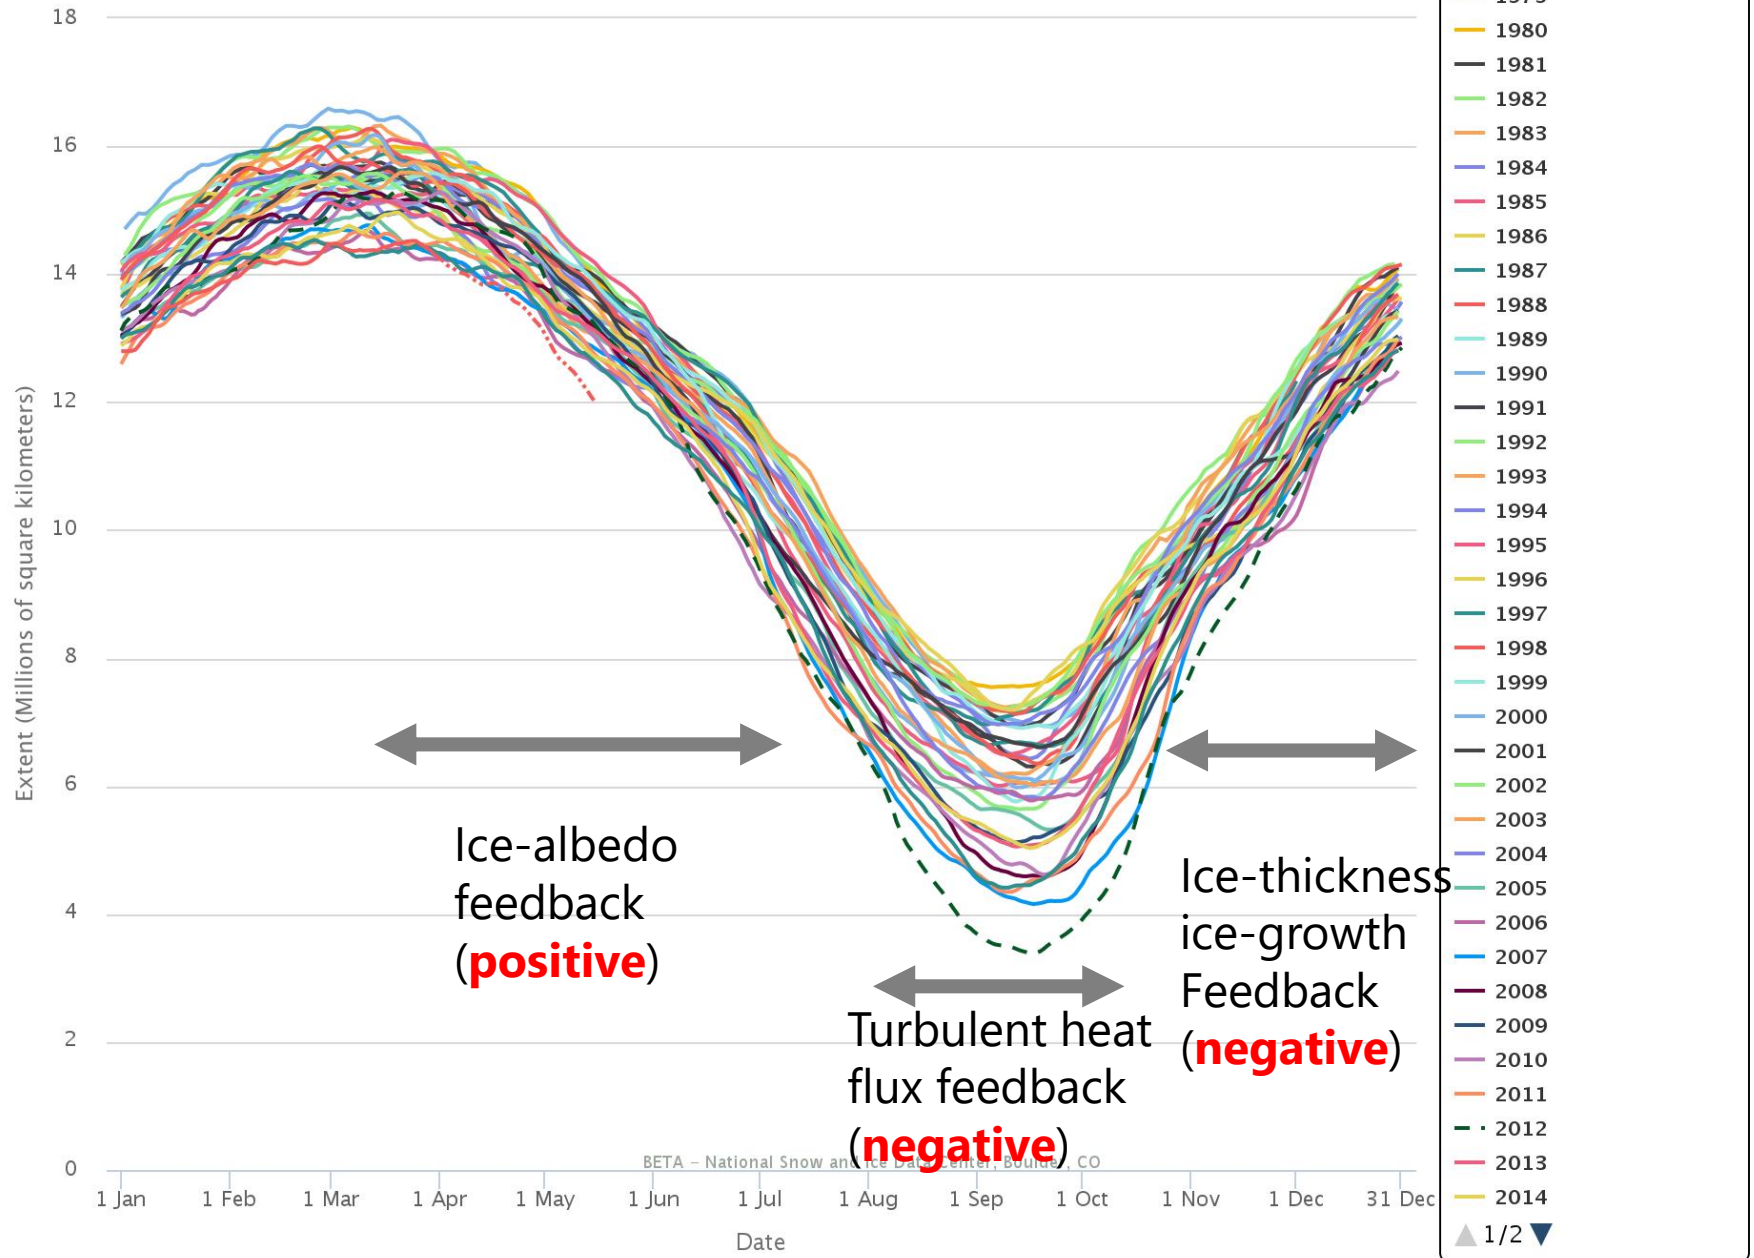 18
16
14
12
10
8
6
4
2
0
Extent (Millions of square kilometers)
1 Jan
1 Feb
1 Mar
1 Apr
1 May
1 Jun
1 Jul
1 Aug
1 Sep
1 Oct
1 Nov
1 Dec
31 Dec
Date
Ice-albedo
feedback
(positive)
Turbulent heat
flux feedback
(negative)
Ice-thickness
ice-growth
Feedback
(negative)
BETA – National Snow and Ice Data Center, Boulder, CO
1979
1980
1981
1982
1983
1984
1985
1986
1987
1988
1989
1990
1991
1992
1993
1994
1995
1996
1997
1998
1999
2000
2001
2002
2003
2004
2005
2006
2007
2008
2009
2010
2011
2012
2013
2014
1/2